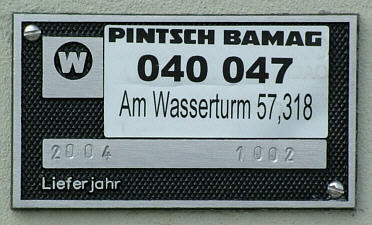 PINTSCH BAMAG
W
040 047
Am Wasserturm 57,318
2004 1002
Lieferjahr